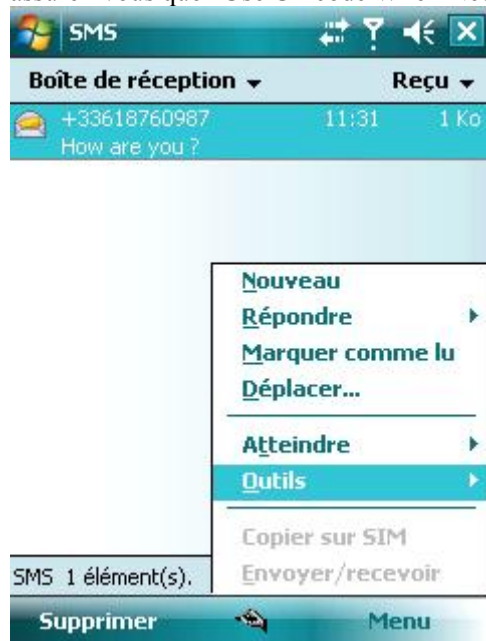 SMS
Boîte de réception Reçu
+33618760987 11:31 1 Ko
How are you ?
Nouveau
Répondre
Marquer comme lu
Déplacer...
Atteindre
Outils
Copier sur SIM
Envoyer/recevoir
SMS 1 élément(s).
Supprimer Menu